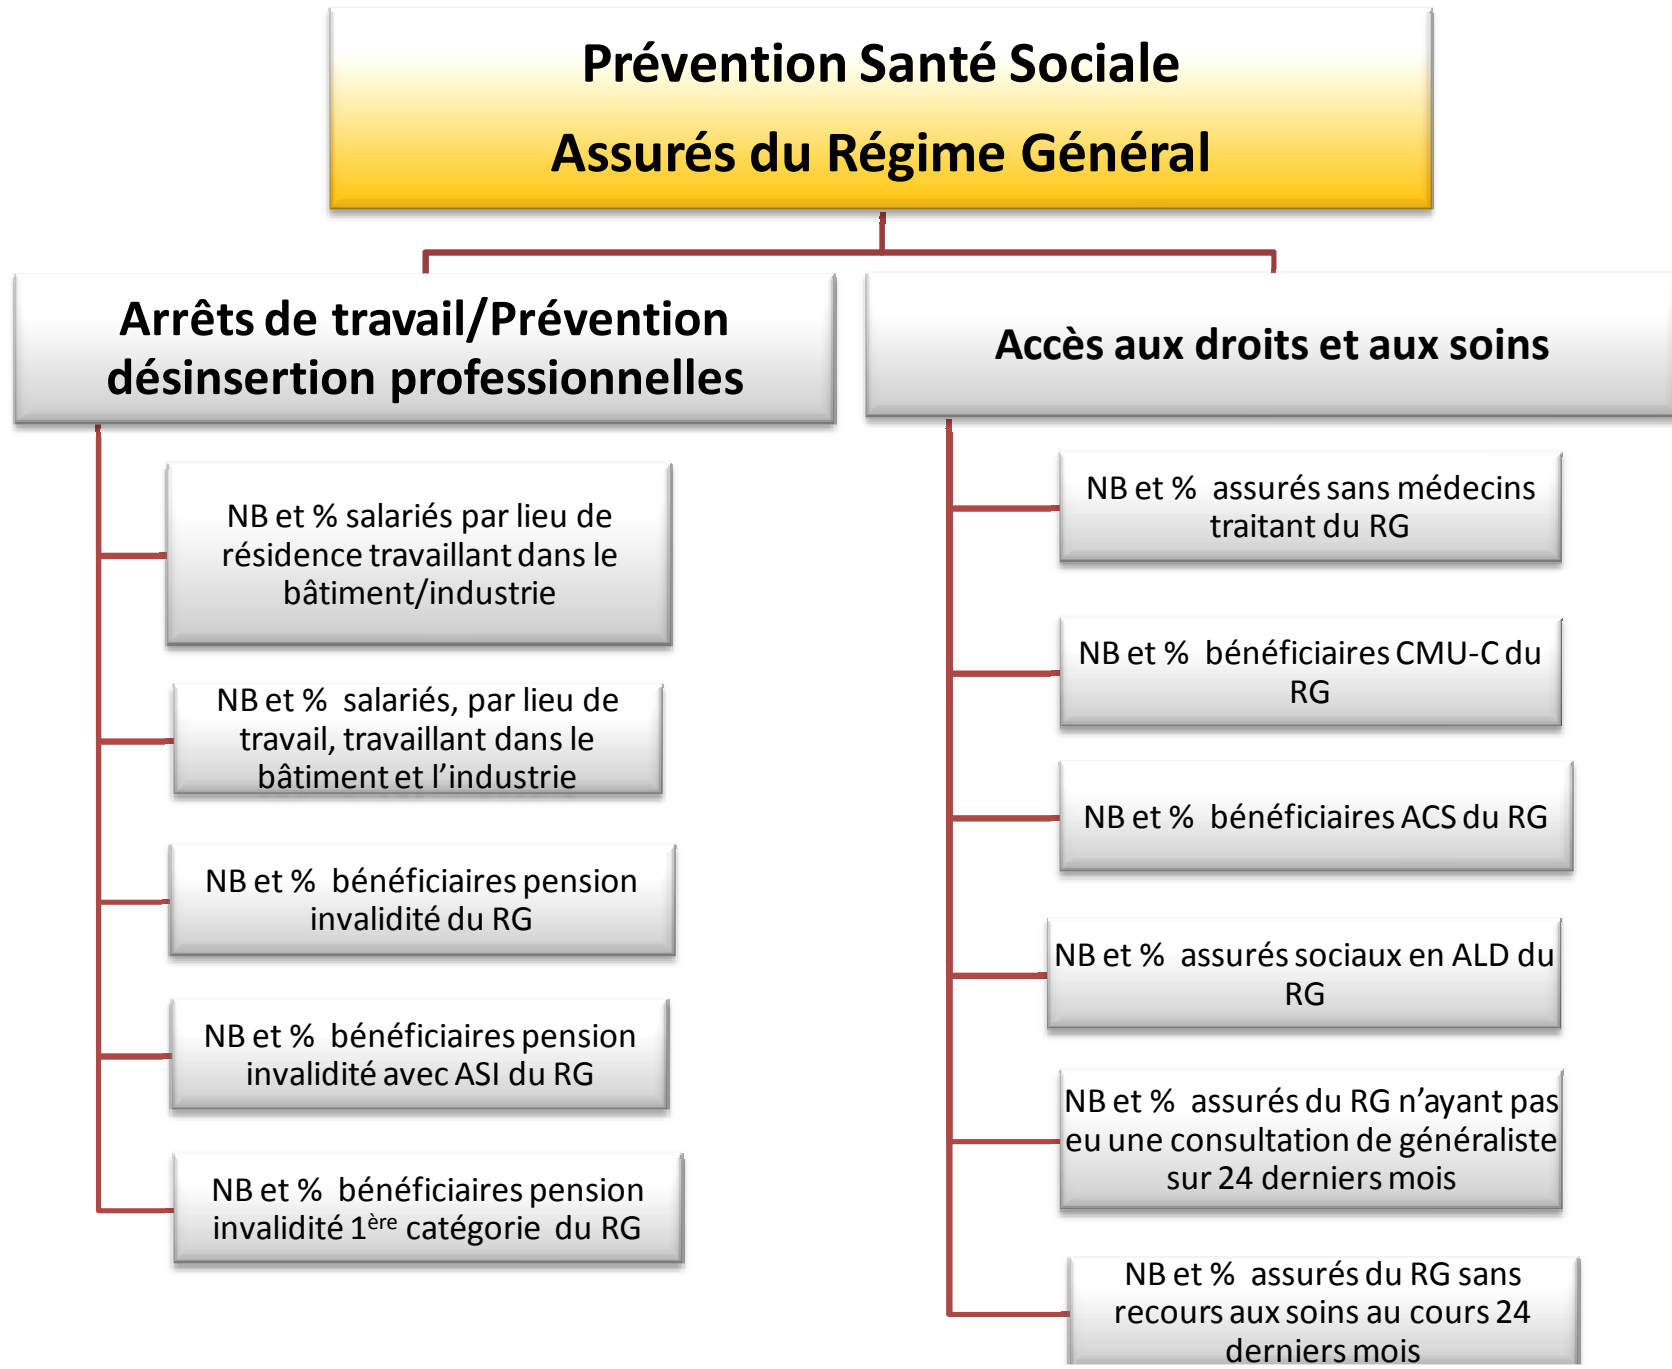 Prévention Santé Sociale
Assurés du Régime Général
Arrêts de travail/Prévention
désinsertion professionnelles
NB et % salariés par lieu de
résidence travaillant dans le
bâtiment/industrie
NB et % salariés, par lieu de
travail, travaillant dans le
bâtiment et l’industrie
NB et % bénéficiaires pension
invalidité du RG
NB et % bénéficiaires pension
invalidité avec ASI du RG
NB et % bénéficiaires pension
invalidité 1ère catégorie du RG
Accès aux droits et aux soins
NB et % assurés sans médecins
traitant du RG
NB et % bénéficiaires CMU-C du
RG
NB et % bénéficiaires ACS du RG
NB et % assurés sociaux en ALD du
RG
NB et % assurés du RG n’ayant pas
eu une consultation de généraliste
sur 24 derniers mois
NB et % assurés du RG sans
recours aux soins au cours 24
derniers mois